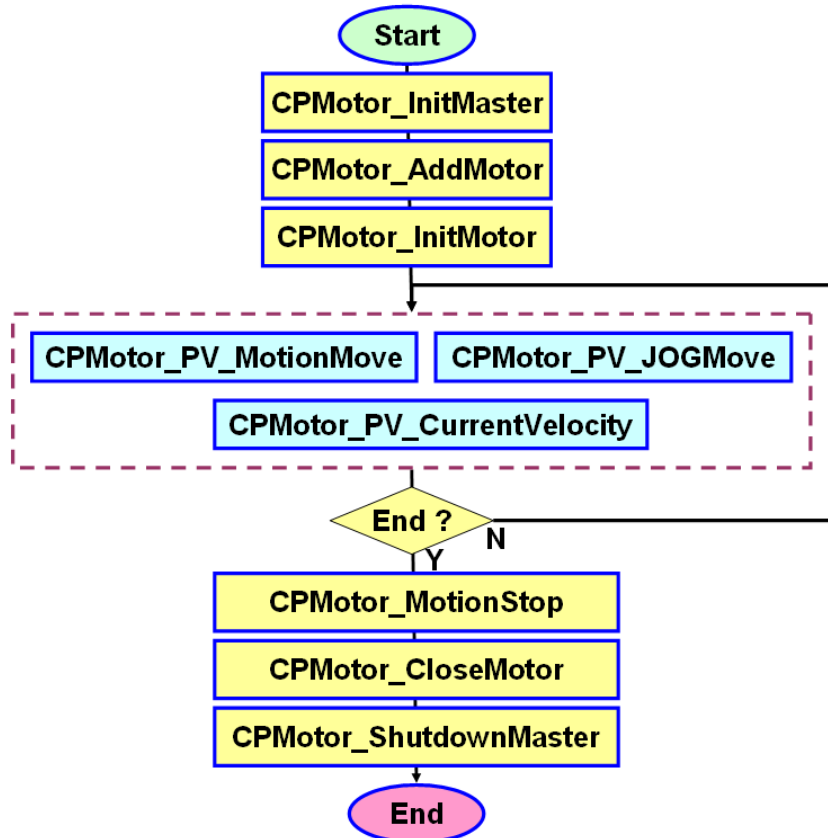 Start
CPMotor_InitMaster
CPMotor_AddMotor
CPMotor_InitMotor
CPMotor_PV_MotionMove
CPMotor_PV_JOGMove
CPMotor_PV_CurrentVelocity
End ?
N
Y
CPMotor_MotionStop
CPMotor_CloseMotor
CPMotor_ShutdownMaster
End